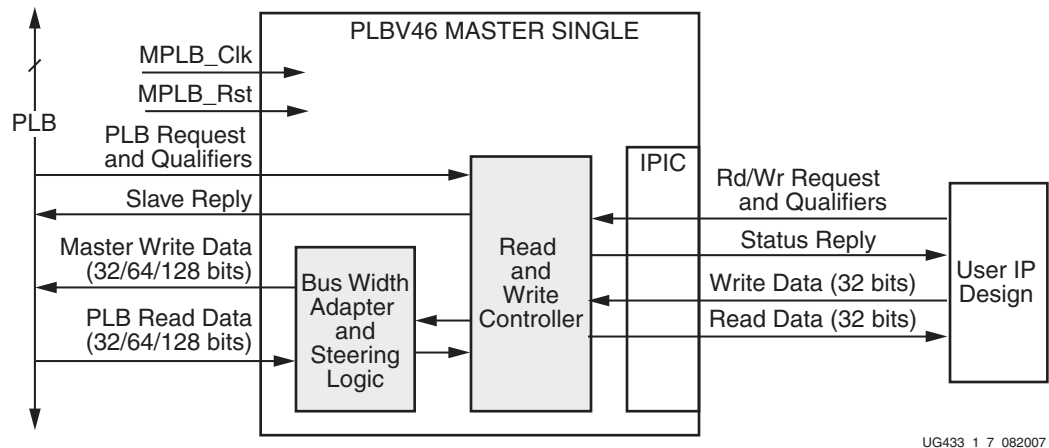 PLBV46 MASTER SINGLE
MPLB_Clk
MPLB_Rst
PLB
PLB Request
and Qualifiers
IPIC
Rd/Wr Request
and Qualifiers
Slave Reply
Status Reply
Master Write Data
(32/64/128 bits)
Bus Width
Adapter
and
Steering
Logic
Read
and
Write
Controller
Write Data (32 bits)
User IP
Design
PLB Read Data
(32/64/128 bits)
Read Data (32 bits)
UG433_1_7_082007